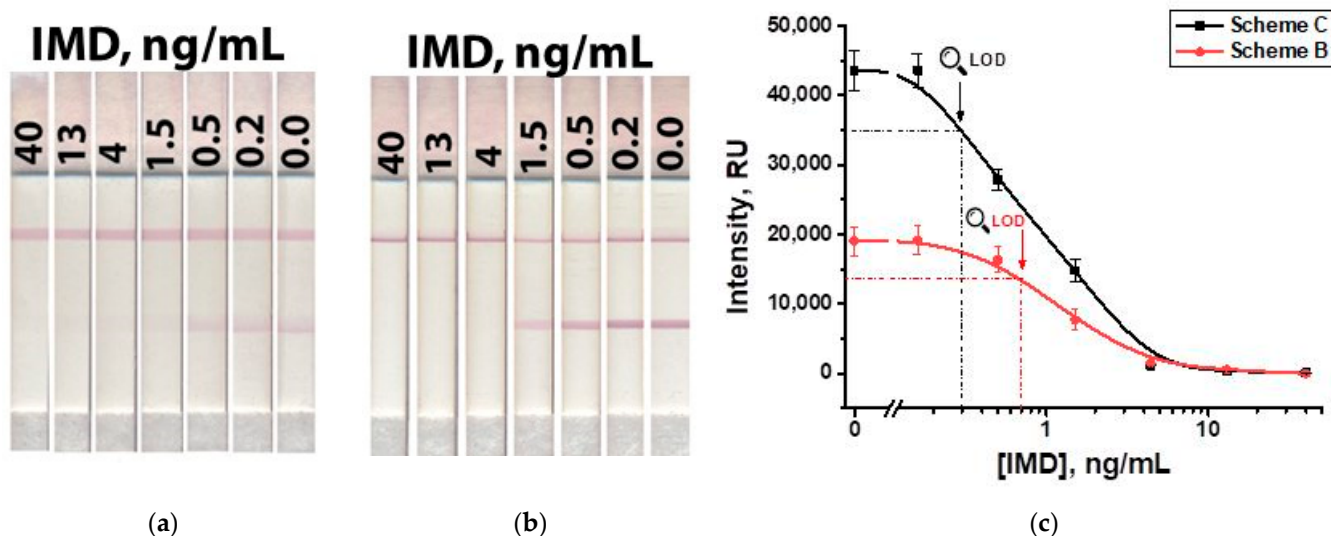 IMD, ng/mL
40 13 4 1.5 0.5 0.2 0.0
(a)
IMD, ng/mL
40 13 4 1.5 0.5 0.2 0.0
(b)
Scheme C
Scheme B
50,000
40,000
30,000
20,000
10,000
0
Intensity, RU
LOD
LOD
0 1 10
[IMD], ng/mL
(c)